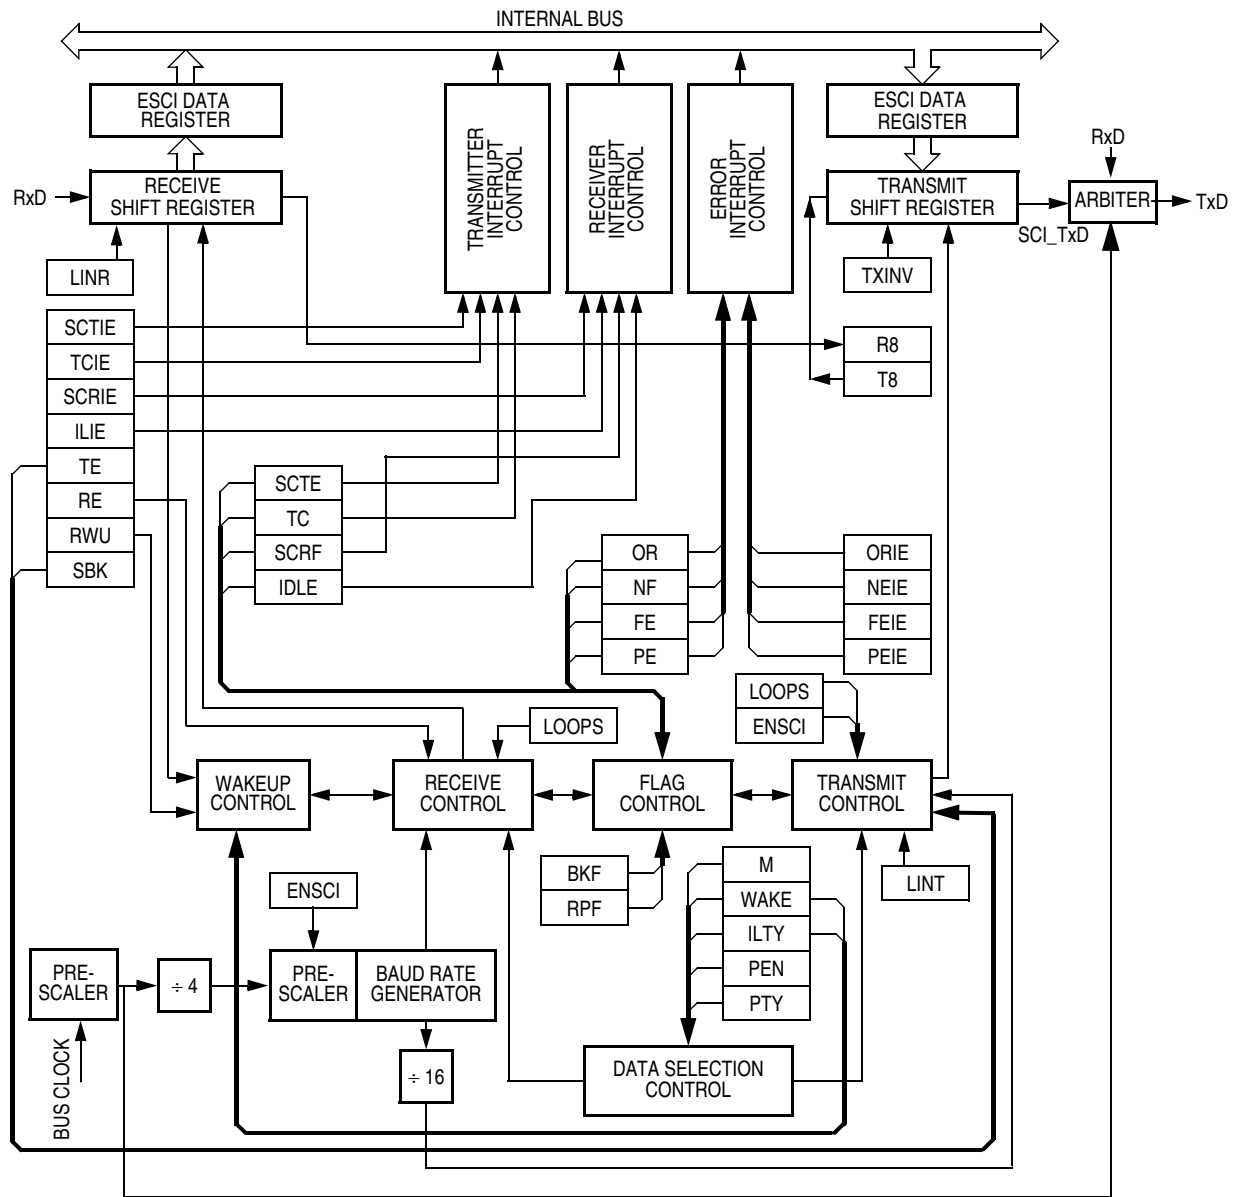 INTERNAL BUS
ESCI DATA
REGISTER
TRANSMITTER
INTERRUPT
CONTROL
RECEIVER
INTERRUPT
CONTROL
ERROR
INTERRUPT
CONTROL
ESCI DATA
REGISTER
RxD
RxD
RECEIVE
SHIFT REGISTER
TRANSMIT
SHIFT REGISTER
ARBITER
TxD
SCI_TxD
LINR
TXINV
SCTIE
TCIE
SCRIE
ILIE
TE
RE
RWU
SBK
R8
T8
SCTE
TC
SCRF
IDLE
OR
NF
FE
PE
ORIE
NEIE
FEIE
PEIE
LOOPS
LOOPS
ENSCI
WAKEUP
CONTROL
RECEIVE
CONTROL
FLAG
CONTROL
TRANSMIT
CONTROL
BKF
RPF
M
WAKE
ILTY
PEN
PTY
LINT
ENSCI
PRE-
SCALER
÷ 4
PRE-
SCALER
BAUD RATE
GENERATOR
÷ 16
DATA SELECTION
CONTROL
BUS CLOCK